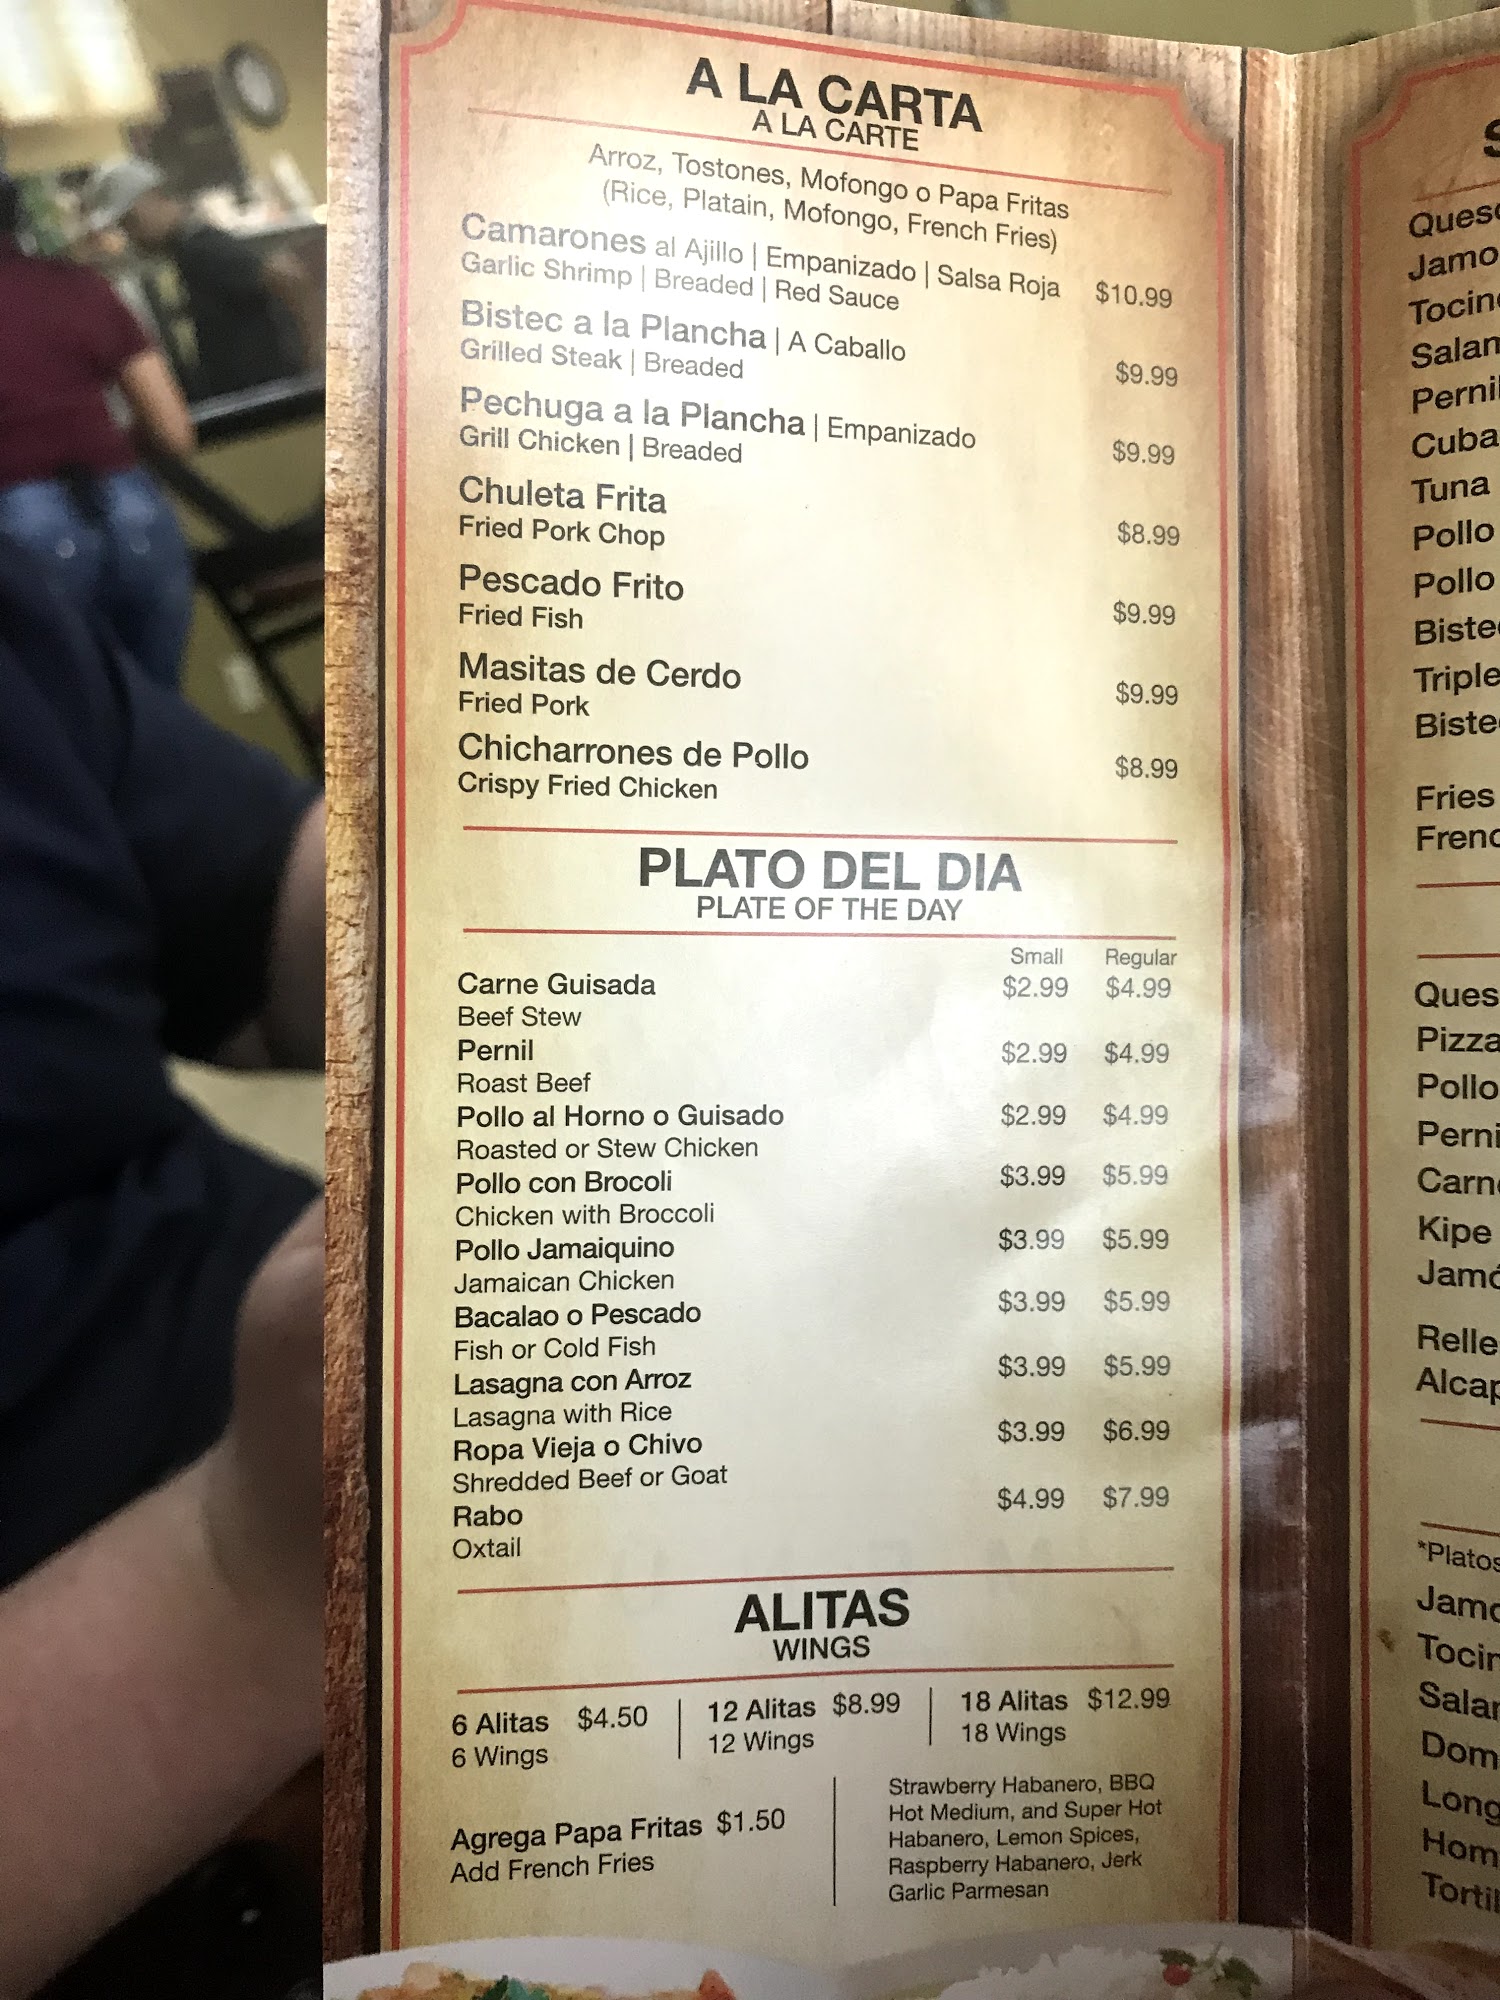 A LA CARTA
A LA CARTE
Arroz, Tostones, Mofongo o Papa Fritas
(Rice, Platain, Mofongo, French Fries)
Camarones al Ajillo | Empanizado | Salsa Roja $10.99
Garlic Shrimp | Breaded | Red Sauce
Bistec a la Plancha | A Caballo
Grilled Steak | Breaded $9.99
Pechuga a la Plancha | Empanizado
Grill Chicken | Breaded $9.99
Chuleta Frita
Fried Pork Chop $8.99
Pescado Frito
Fried Fish $9.99
Masitas de Cerdo
Fried Pork $9.99
Chicharrones de Pollo $8.99
Crispy Fried Chicken
PLATO DEL DIA
PLATE OF THE DAY
Small Regular
Carne Guisada $2.99 $4.99
Beef Stew
Pernil $2.99 $4.99
Roast Beef
Pollo al Horno o Guisado $2.99 $4.99
Roasted or Stew Chicken
Pollo con Brocoli $3.99 $5.99
Chicken with Broccoli
Pollo Jamaiquino $3.99 $5.99
Jamaican Chicken
Bacalao o Pescado $3.99 $5.99
Fish or Cold Fish
Lasagna con Arroz $3.99 $5.99
Lasagna with Rice
Ropa Vieja o Chivo $3.99 $6.99
Shredded Beef or Goat
Rabo $4.99 $7.99
Oxtail
ALITAS
WINGS
6 Alitas $4.50 | 12 Alitas $8.99 | 18 Alitas $12.99
6 Wings 12 Wings 18 Wings
Agrega Papa Fritas $1.50
Add French Fries
Strawberry Habanero, BBQ
Hot Medium, and Super Hot
Habanero, Lemon Spices,
Raspberry Habanero, Jerk
Garlic Parmesan
Tuna
Pollo
Pollo
Fries
Kipe